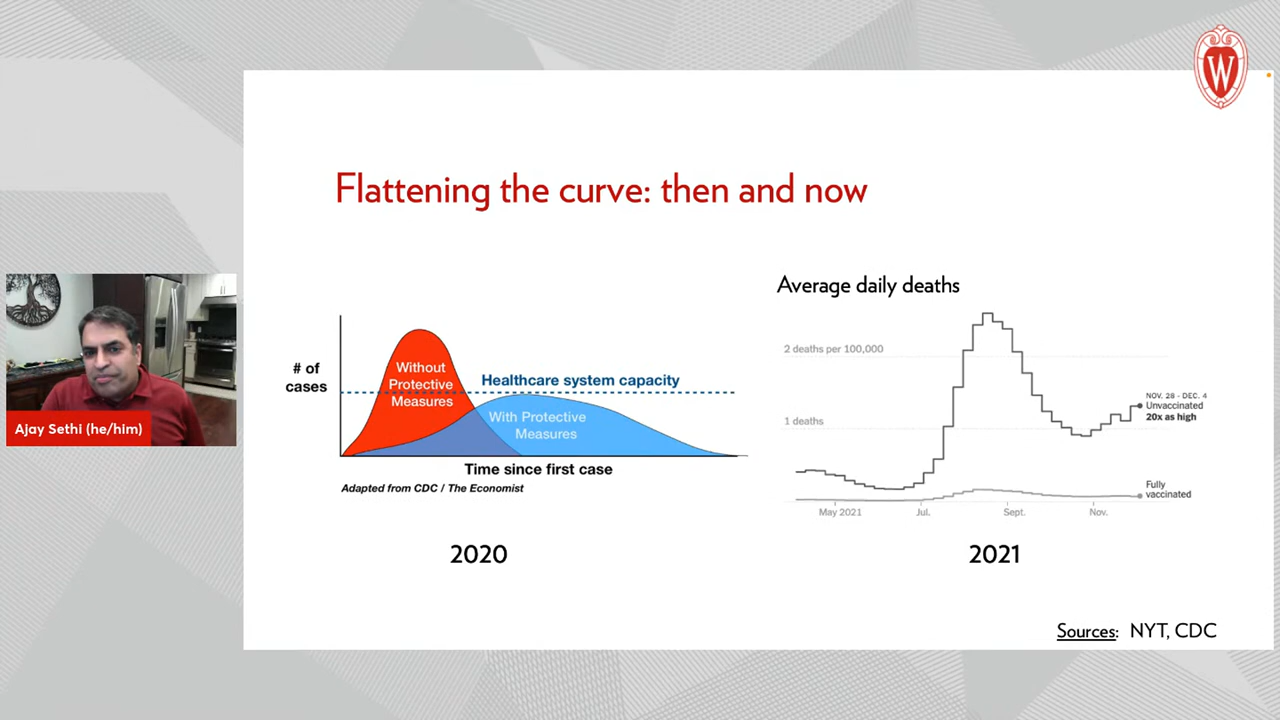 W
Flattening the curve: then and now
Average daily deaths
# of
cases
Without
Protective
Measures
Healthcare system capacity
With Protective
Measures
Time since first case
Adapted from CDC / The Economist
2 deaths per 100,000
1 deaths
NOV. 28 - DEC. 4
Unvaccinated
20x as high
Fully
vaccinated
May 2021
Jul.
Sept.
Nov.
2020
2021
Ajay Sethi (he/him)
Sources: NYT, CDC